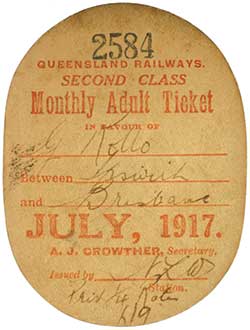 2584
QUEENSLAND RAILWAYS.
SECOND CLASS
Monthly Adult Ticket
IN FAVOUR OF
Rollo
Between Ipswich
and Brisbane
JULY, 1917.
A. J. CROWTHER, Secretary.
Issued by
Station.